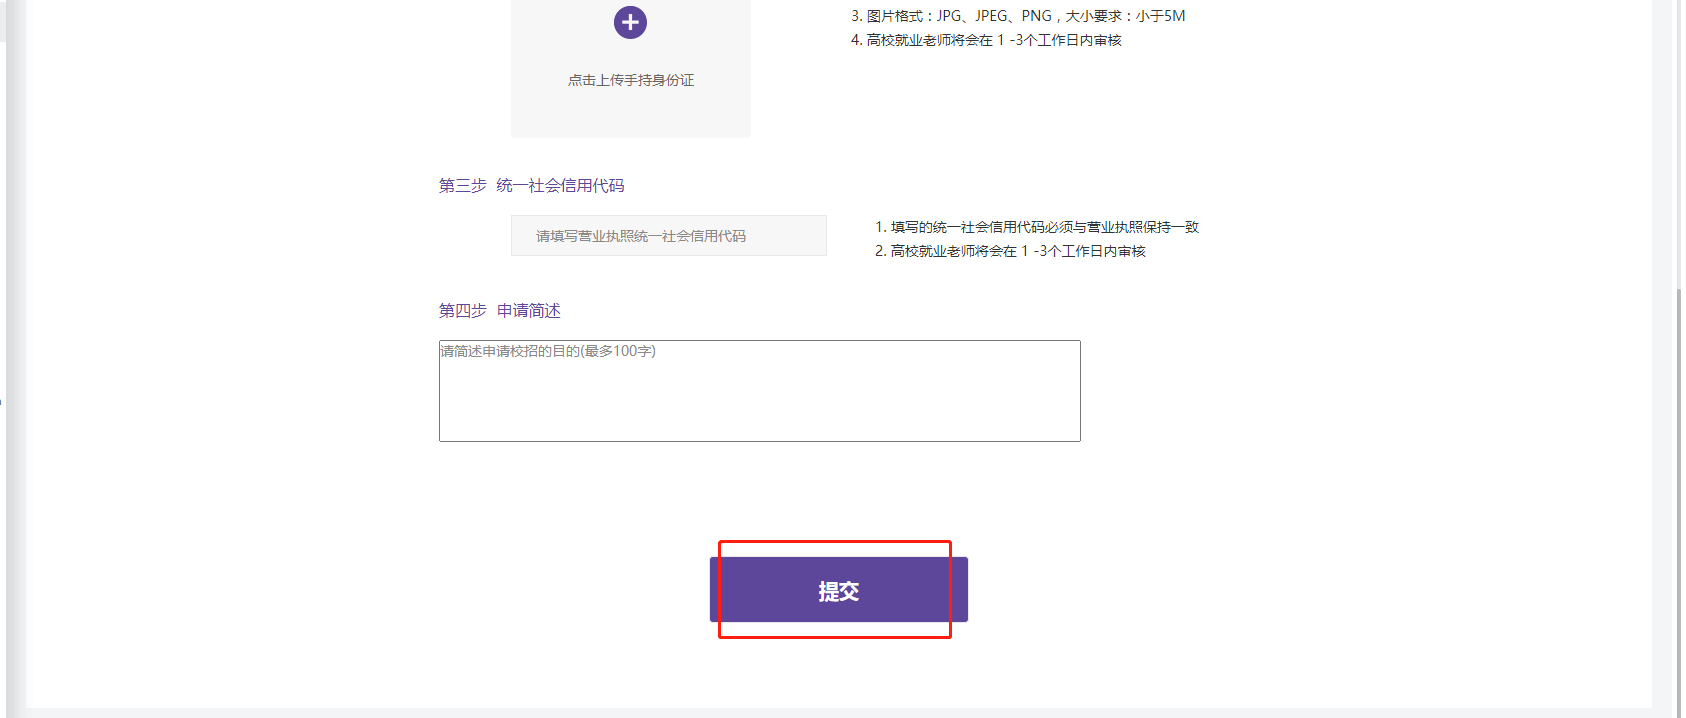 3. 图片格式：JPG、JPEG、PNG，大小要求：小于5M
4. 高校就业老师将会在 1 -3个工作日内审核
点击上传手持身份证
第三步 统一社会信用代码
请填写营业执照统一社会信用代码
1. 填写的统一社会信用代码必须与营业执照保持一致
2. 高校就业老师将会在 1 -3个工作日内审核
第四步 申请简述
请简述申请校招的目的(最多100字)
提交